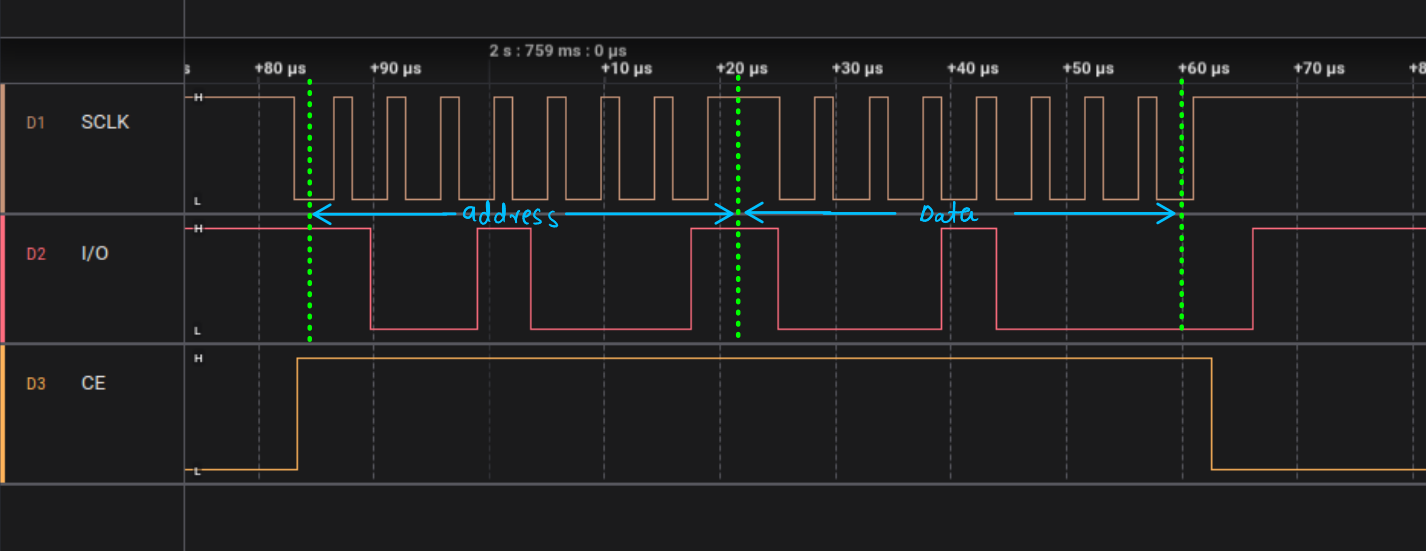 2 s : 759 ms : 0 µs
s +80 µs +90 µs +10 µs +20 µs +30 µs +40 µs +50 µs +60 µs +70 µs +8
D1 SCLK H
L
address Data
D2 I/O H
L
D3 CE H
L